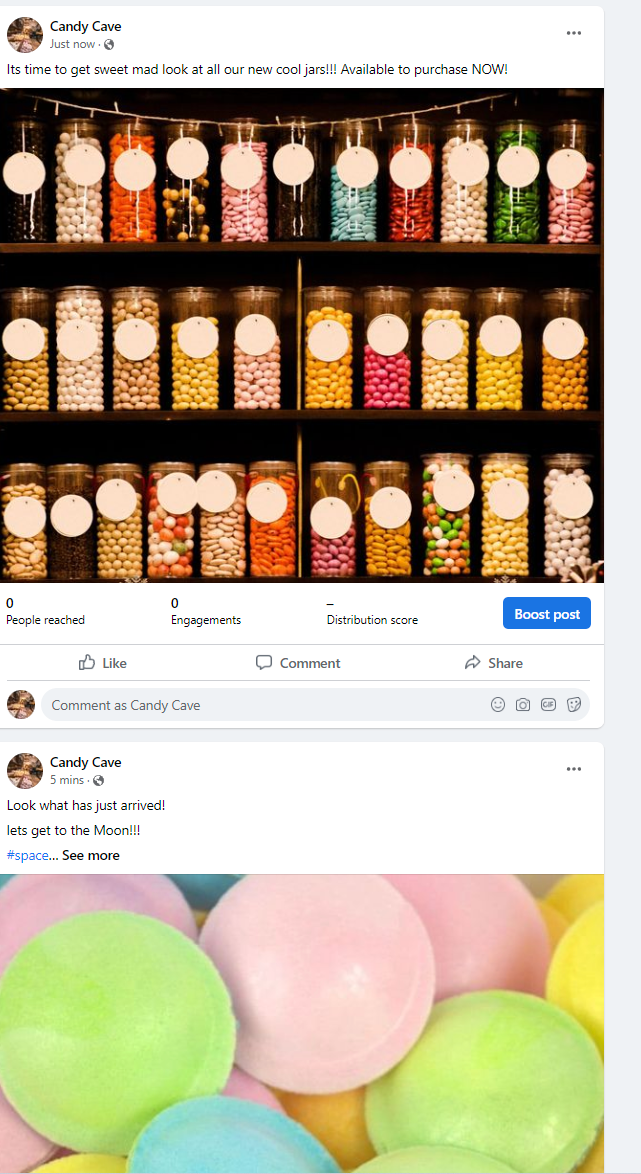 Candy Cave
Just now ·
Its time to get sweet mad look at all our new cool jars!!! Available to purchase NOW!
0 0 –
People reached Engagements Distribution score
Boost post
Like Comment Share
Comment as Candy Cave GIF
Candy Cave
5 mins ·
Look what has just arrived!
lets get to the Moon!!!
#space... See more